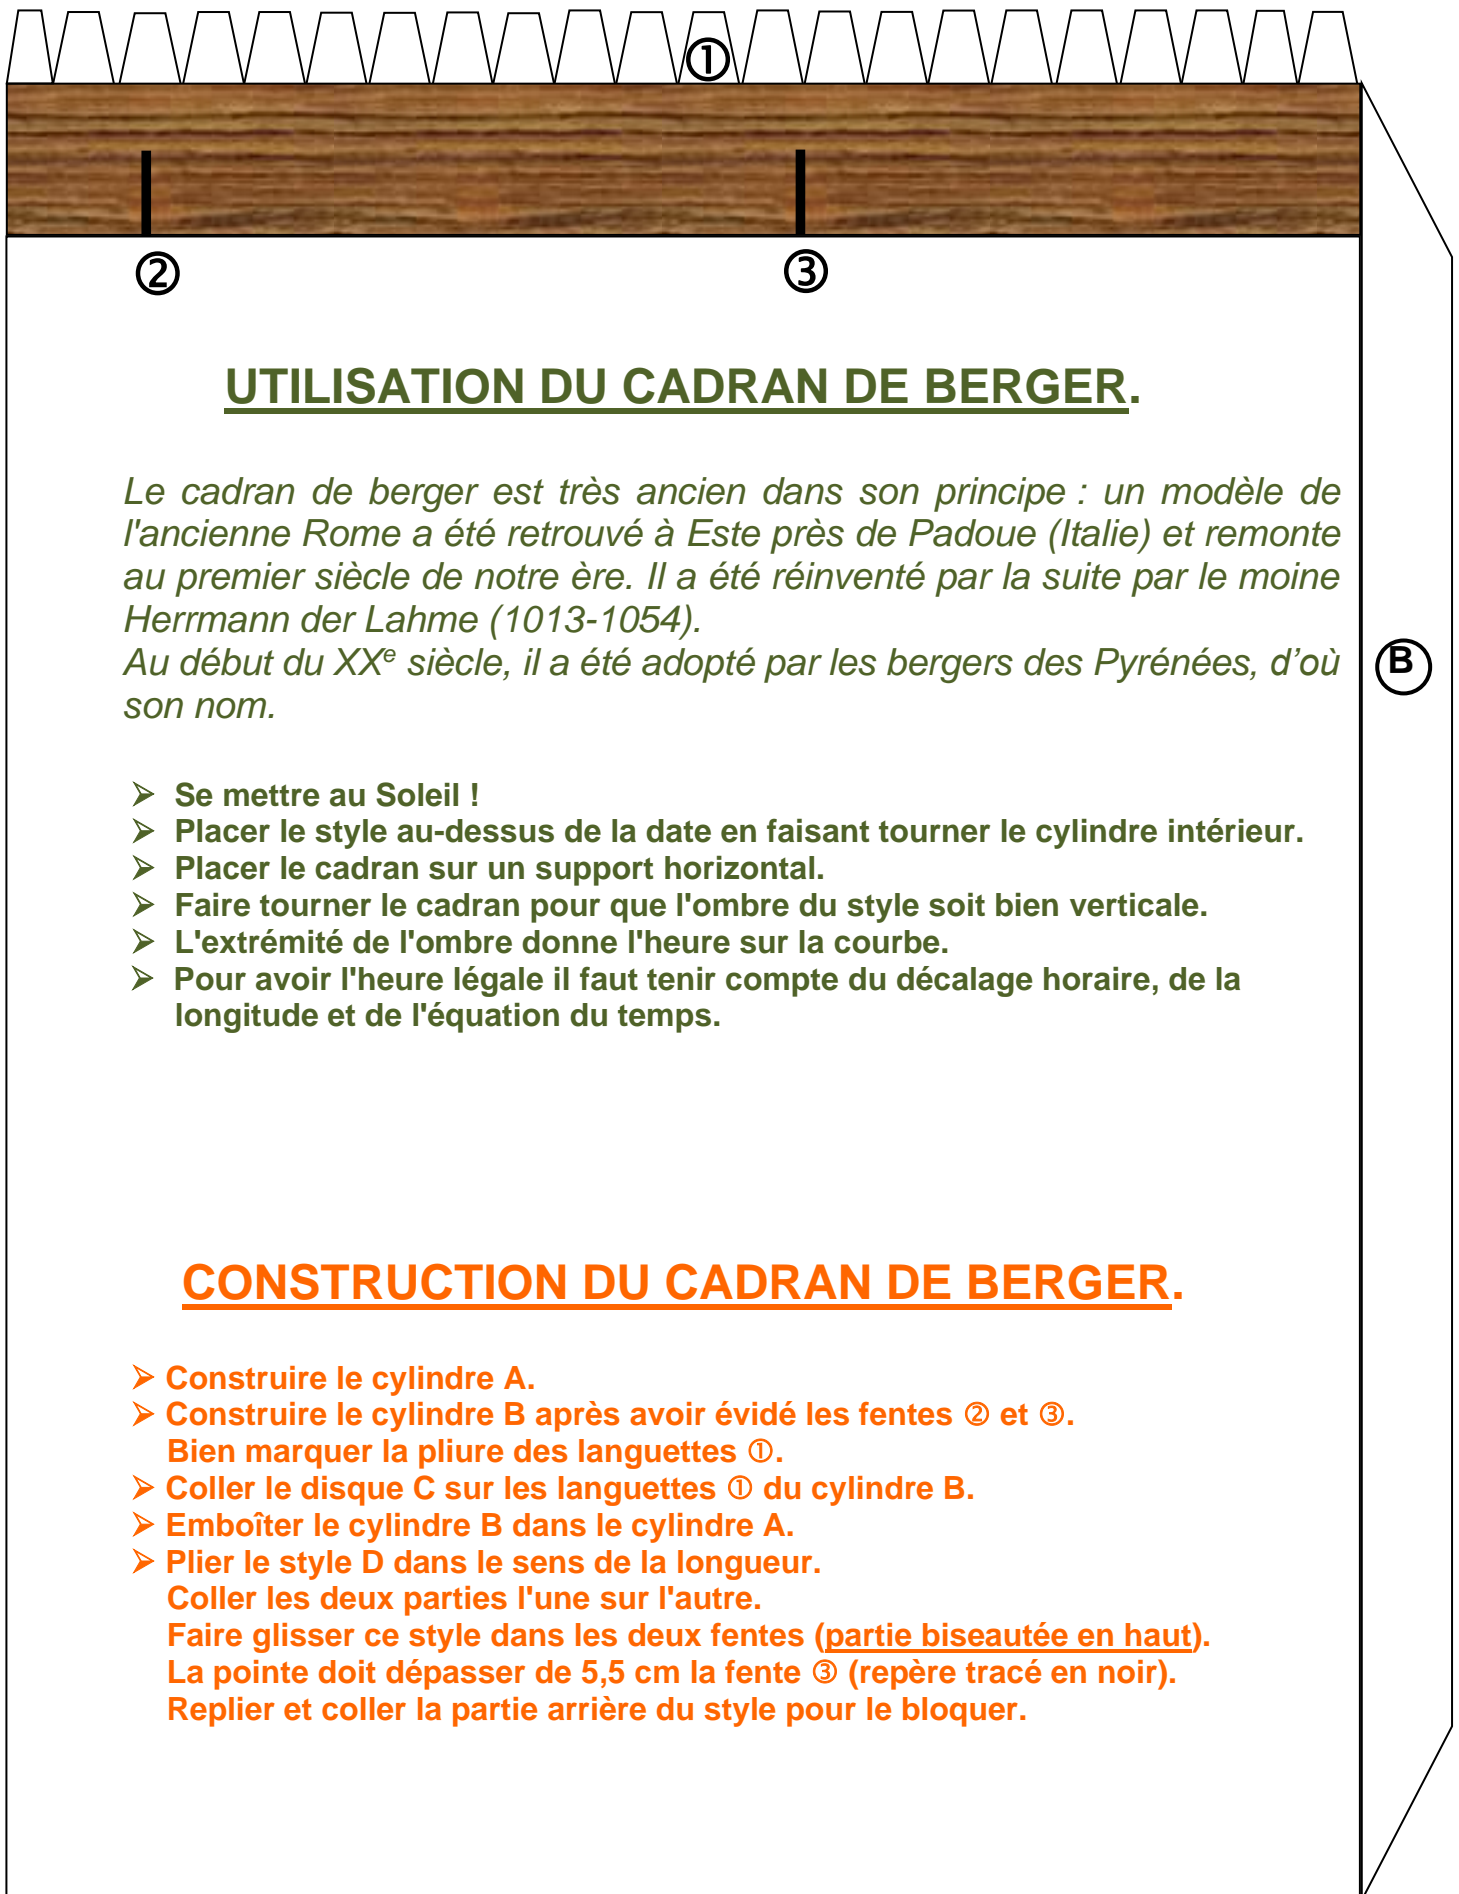 ①
② ③
UTILISATION DU CADRAN DE BERGER.
Le cadran de berger est très ancien dans son principe : un modèle de
l'ancienne Rome a été retrouvé à Este près de Padoue (Italie) et remonte
au premier siècle de notre ère. Il a été réinventé par la suite par le moine
Herrmann der Lahme (1013-1054).
Au début du XXe siècle, il a été adopté par les bergers des Pyrénées, d’où
son nom.
B
➢ Se mettre au Soleil !
➢ Placer le style au-dessus de la date en faisant tourner le cylindre intérieur.
➢ Placer le cadran sur un support horizontal.
➢ Faire tourner le cadran pour que l'ombre du style soit bien verticale.
➢ L'extrémité de l'ombre donne l'heure sur la courbe.
➢ Pour avoir l'heure légale il faut tenir compte du décalage horaire, de la
longitude et de l'équation du temps.
CONSTRUCTION DU CADRAN DE BERGER.
➢ Construire le cylindre A.
➢ Construire le cylindre B après avoir évidé les fentes ② et ③.
Bien marquer la pliure des languettes ①.
➢ Coller le disque C sur les languettes ① du cylindre B.
➢ Emboîter le cylindre B dans le cylindre A.
➢ Plier le style D dans le sens de la longueur.
Coller les deux parties l'une sur l'autre.
Faire glisser ce style dans les deux fentes (partie biseautée en haut).
La pointe doit dépasser de 5,5 cm la fente ③ (repère tracé en noir).
Replier et coller la partie arrière du style pour le bloquer.